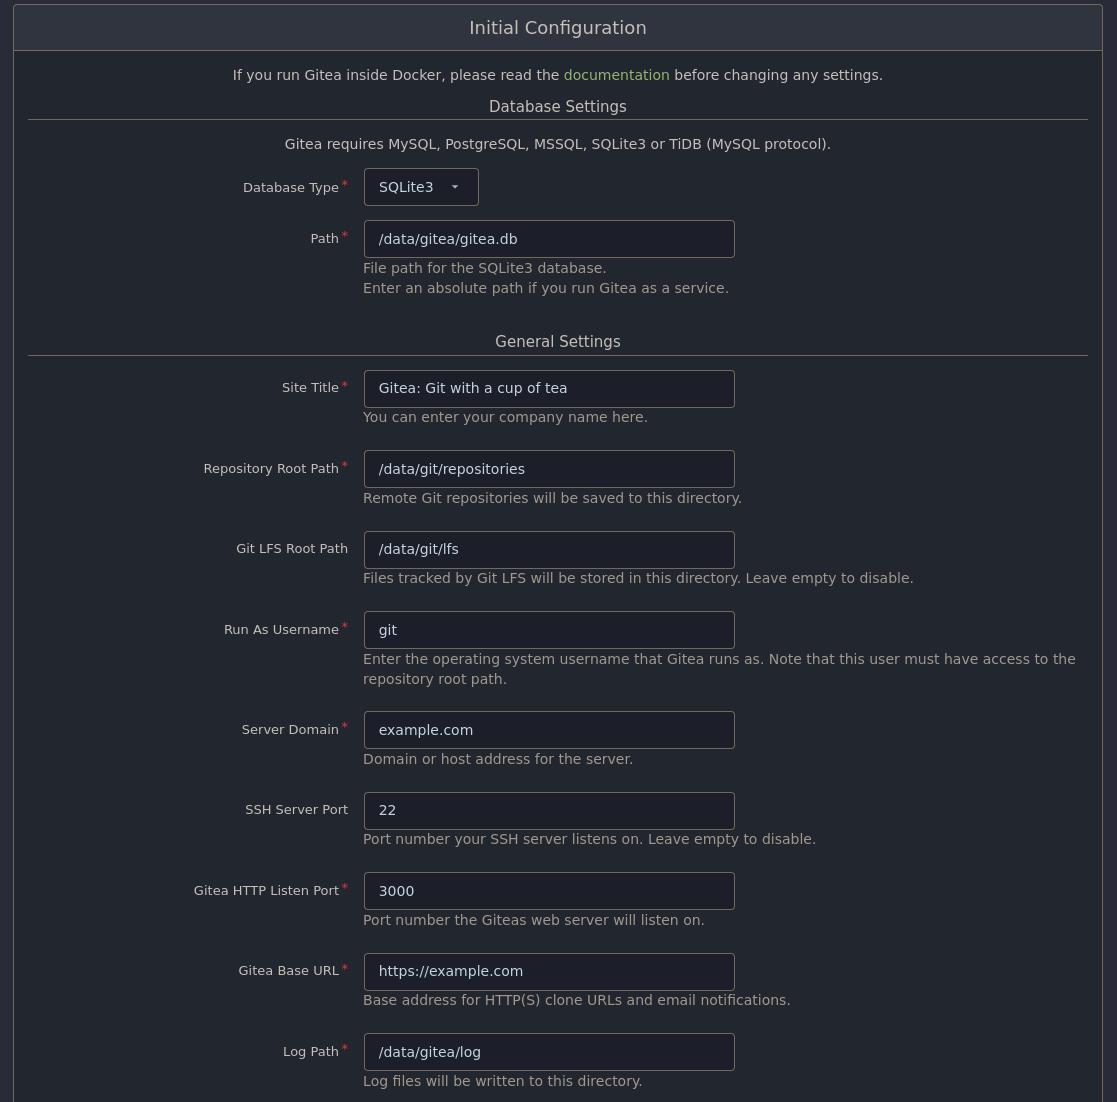 Initial Configuration
If you run Gitea inside Docker, please read the documentation before changing any settings.
Database Settings
Gitea requires MySQL, PostgreSQL, MSSQL, SQLite3 or TiDB (MySQL protocol).
Database Type* SQLite3
Path* /data/gitea/gitea.db
File path for the SQLite3 database.
Enter an absolute path if you run Gitea as a service.
General Settings
Site Title* Gitea: Git with a cup of tea
You can enter your company name here.
Repository Root Path* /data/git/repositories
Remote Git repositories will be saved to this directory.
Git LFS Root Path /data/git/lfs
Files tracked by Git LFS will be stored in this directory. Leave empty to disable.
Run As Username* git
Enter the operating system username that Gitea runs as. Note that this user must have access to the
repository root path.
Server Domain* example.com
Domain or host address for the server.
SSH Server Port 22
Port number your SSH server listens on. Leave empty to disable.
Gitea HTTP Listen Port* 3000
Port number the Giteas web server will listen on.
Gitea Base URL* https://example.com
Base address for HTTP(S) clone URLs and email notifications.
Log Path* /data/gitea/log
Log files will be written to this directory.